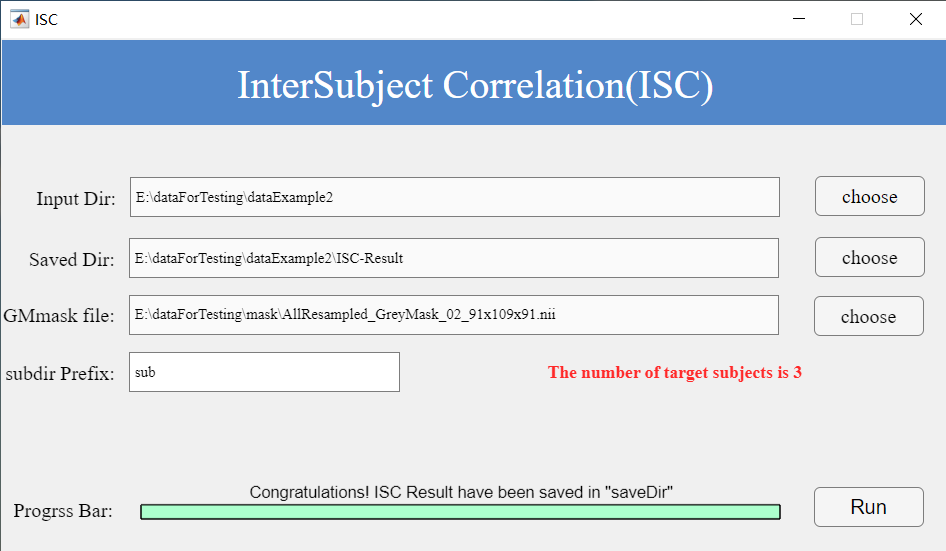 ISC
InterSubject Correlation(ISC)
Input Dir: E:\dataForTesting\dataExample2 choose
Saved Dir: E:\dataForTesting\dataExample2\ISC-Result choose
GMmask file: E:\dataForTesting\mask\AllResampled_GreyMask_02_91x109x91.nii choose
subdir Prefix: sub The number of target subjects is 3
Congratulations! ISC Result have been saved in "saveDir"
Progrss Bar: Run